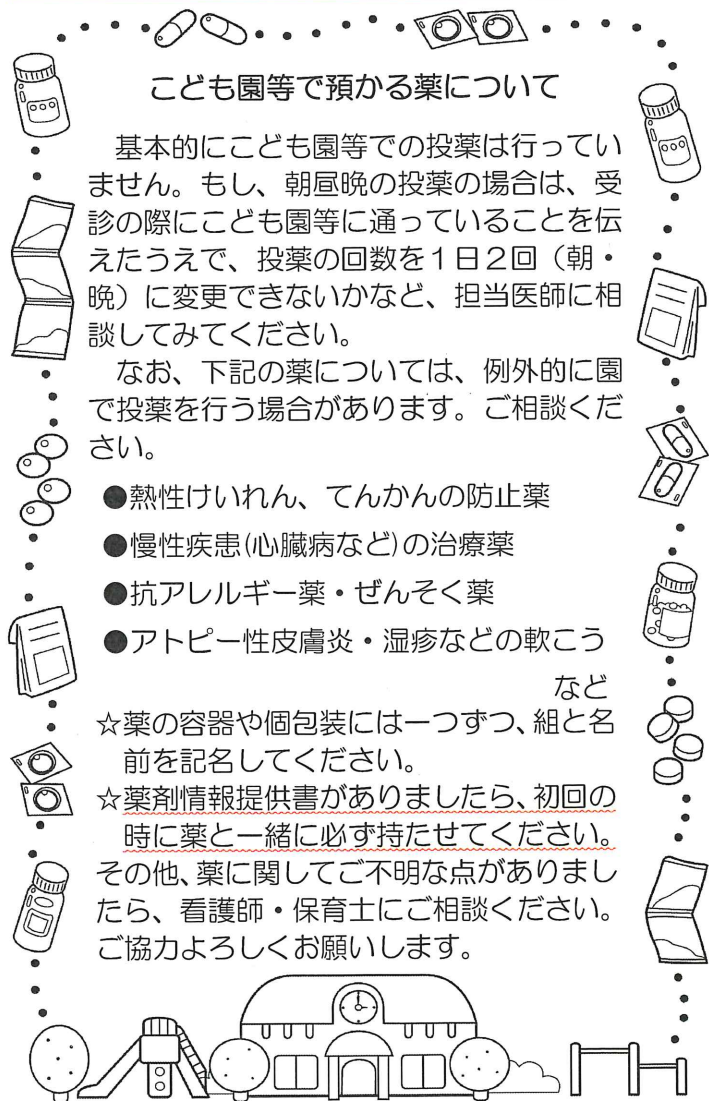 こども園等で預かる薬について
基本的にこども園等での投薬は行ってい
ません。もし、朝昼晩の投薬の場合は、受
診の際にこども園等に通っていることを伝
えたうえで、投薬の回数を1日2回（朝・
晩）に変更できないかなど、担当医師に相
談してみてください。
なお、下記の薬については、例外的に園
で投薬を行う場合があります。ご相談くだ
さい。
●熱性けいれん、てんかんの防止薬
●慢性疾患(心臓病など)の治療薬
●抗アレルギー薬・ぜんそく薬
●アトピー性皮膚炎・湿疹などの軟こう
など
☆薬の容器や個包装には一つずつ、組と名
前を記名してください。
☆薬剤情報提供書がありましたら、初回の
時に薬と一緒に必ず持たせてください。
その他、薬に関してご不明な点がありまし
たら、看護師・保育士にご相談ください。
ご協力よろしくお願いします。